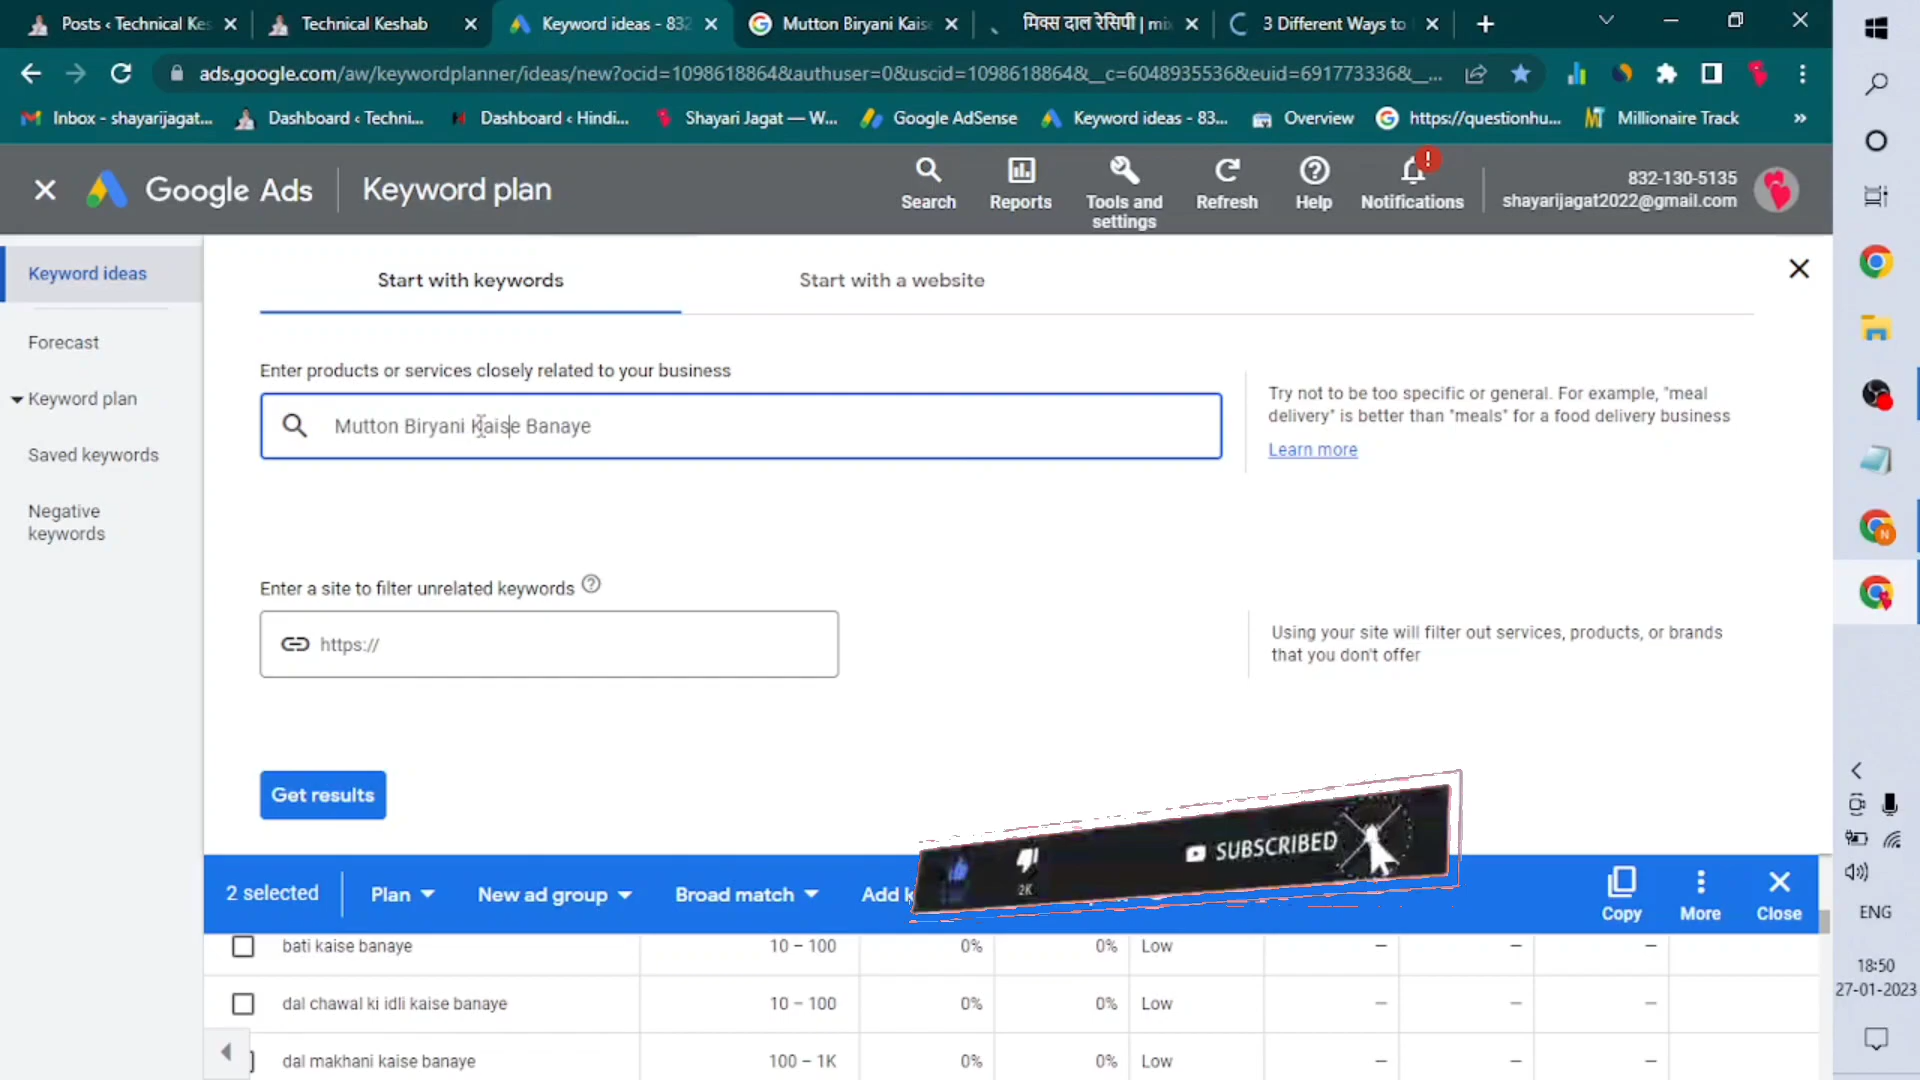 Posts ‹ Technical Kes
Technical Keshab
Keyword ideas - 832
Mutton Biryani Kaise
मिक्स दाल रेसिपी | mix
3 Different Ways to
ads.google.com/aw/keywordplanner/ideas/new?ocid=1098618864&authuser=0&uscid=1098618864&__c=6048935536&euid=691773336&__...
Inbox - shayarijagat...
Dashboard ‹ Techni...
Dashboard ‹ Hindi...
Shayari Jagat — W...
Google AdSense
Keyword ideas - 83...
Overview
https://questionhu...
Millionaire Track
»
Google Ads
Keyword plan
Search
Reports
Tools and
settings
Refresh
Help
Notifications
832-130-5135
shayarijagat2022@gmail.com
Keyword ideas
Forecast
Keyword plan
Saved keywords
Negative
keywords
Start with keywords
Start with a website
Enter products or services closely related to your business
Mutton Biryani Kaise Banaye
Try not to be too specific or general. For example, "meal
delivery" is better than "meals" for a food delivery business
Learn more
Enter a site to filter unrelated keywords
https://
Using your site will filter out services, products, or brands
that you don't offer
Get results
2K
SUBSCRIBED
2 selected
Plan
New ad group
Broad match
Add
Copy
More
Close
bati kaise banaye 10 – 100 0% 0% Low – – –
dal chawal ki idli kaise banaye 10 – 100 0% 0% Low – – –
dal makhani kaise banaye 100 – 1K 0% 0% Low – – –
ENG
18:50
27-01-2023